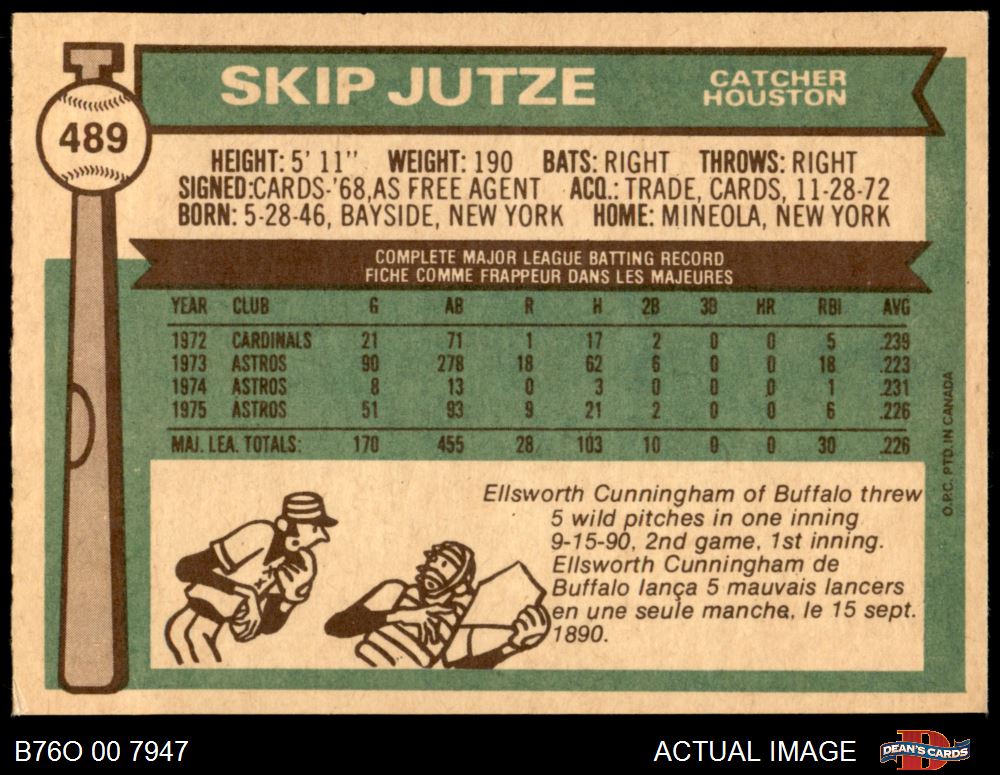 489
SKIP JUTZE
CATCHER
HOUSTON
HEIGHT: 5' 11" WEIGHT: 190 BATS: RIGHT THROWS: RIGHT
SIGNED:CARDS-'68,AS FREE AGENT ACQ.: TRADE, CARDS, 11-28-72
BORN: 5-28-46, BAYSIDE, NEW YORK HOME: MINEOLA, NEW YORK
COMPLETE MAJOR LEAGUE BATTING RECORD
FICHE COMME FRAPPEUR DANS LES MAJEURES
YEAR CLUB G AB R H 2B 3B HR RBI AVG
1972 CARDINALS 21 71 1 17 2 0 0 5 .239
1973 ASTROS 90 278 18 62 6 0 0 18 .223
1974 ASTROS 8 13 0 3 0 0 0 1 .231
1975 ASTROS 51 93 9 21 2 0 0 6 .226
MAJ. LEA. TOTALS: 170 455 28 103 10 0 0 30 .226
O.P.C. PTD. IN CANADA
Ellsworth Cunningham of Buffalo threw
5 wild pitches in one inning
9-15-90, 2nd game, 1st inning.
Ellsworth Cunningham de
Buffalo lança 5 mauvais lancers
en une seule manche, le 15 sept.
1890.
B76O 00 7947
ACTUAL IMAGE
DEAN'S CARDS